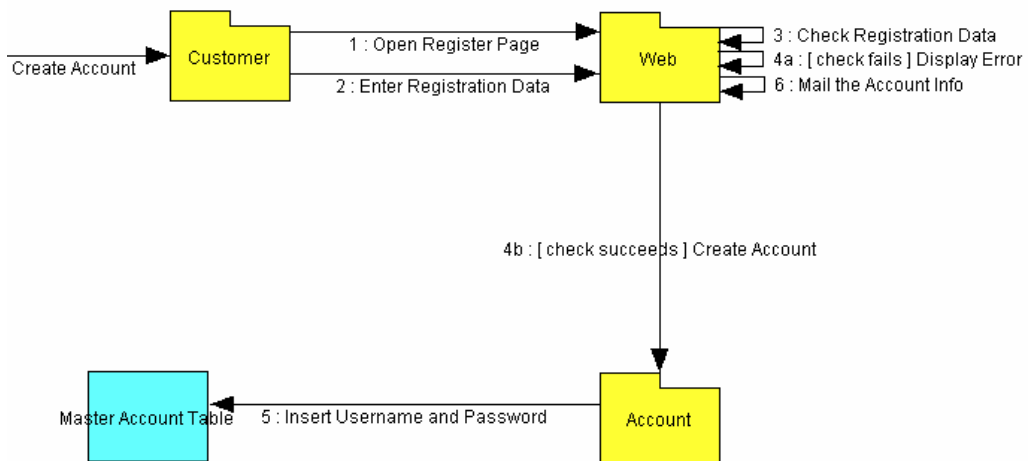 Create Account
Customer
1 : Open Register Page
2 : Enter Registration Data
Web
3 : Check Registration Data
4a : [ check fails ] Display Error
6 : Mail the Account Info
4b : [ check succeeds ] Create Account
Master Account Table
5 : Insert Username and Password
Account